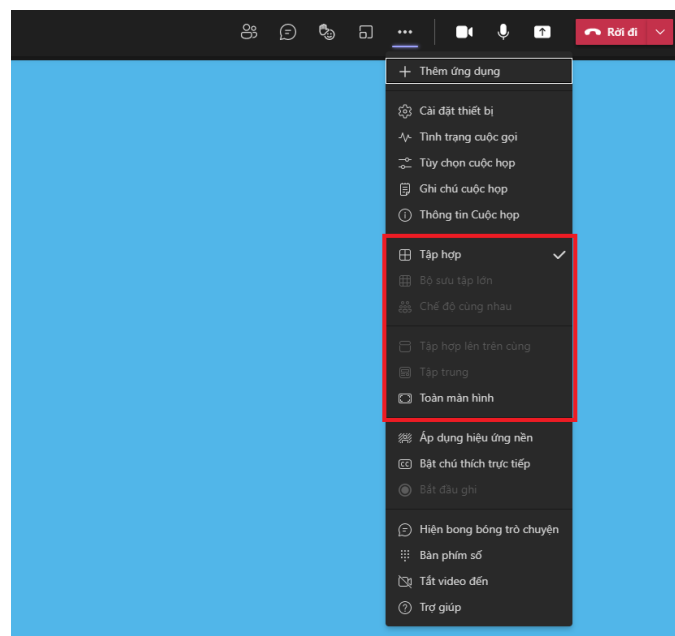 Rời đi
Thêm ứng dụng
Cài đặt thiết bị
Tình trạng cuộc gọi
Tùy chọn cuộc họp
Ghi chú cuộc họp
Thông tin Cuộc họp
Tập hợp
Bộ sưu tập lớn
Chế độ cùng nhau
Tập hợp lên trên cùng
Tập trung
Toàn màn hình
Áp dụng hiệu ứng nền
CC Bật chú thích trực tiếp
Bắt đầu ghi
Hiện bong bóng trò chuyện
Bàn phím số
Tắt video đến
Trợ giúp